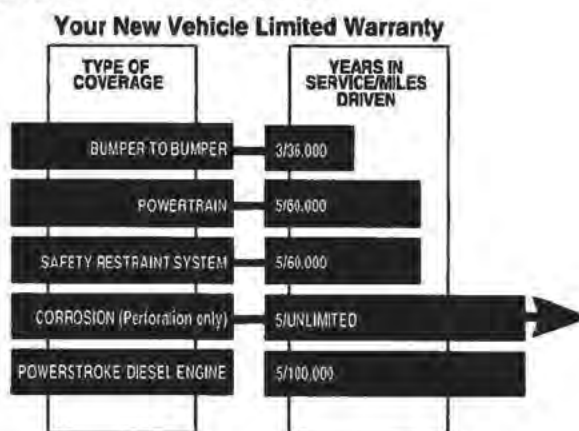 Your New Vehicle Limited Warranty
TYPE OF
COVERAGE
YEARS IN
SERVICE/MILES
DRIVEN
BUMPER TO BUMPER
3/36,000
POWERTRAIN
5/60,000
SAFETY RESTRAINT SYSTEM
5/60,000
CORROSION (Perforation only)
5/UNLIMITED
POWERSTROKE DIESEL ENGINE
5/100,000